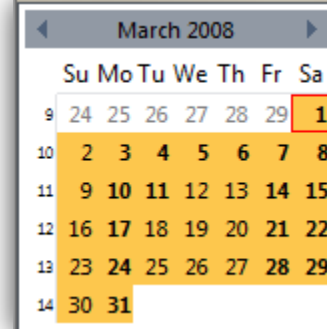 March 2008
Su Mo Tu We Th Fr Sa
9 24 25 26 27 28 29 1
10 2 3 4 5 6 7 8
11 9 10 11 12 13 14 15
12 16 17 18 19 20 21 22
13 23 24 25 26 27 28 29
14 30 31